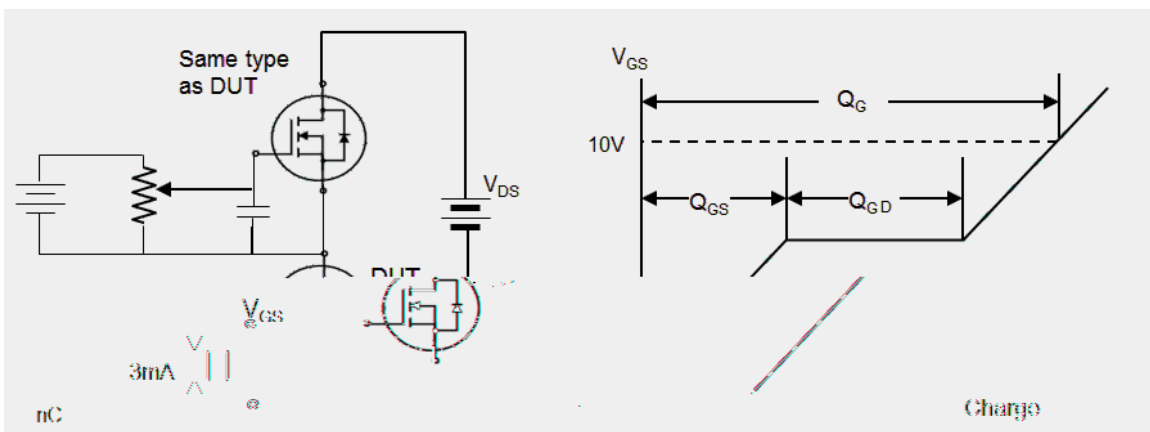 Same type
as DUT
VDS
DUT
VGS
3mA
nC
VGS
10V
QG
QGS
QGD
Charge